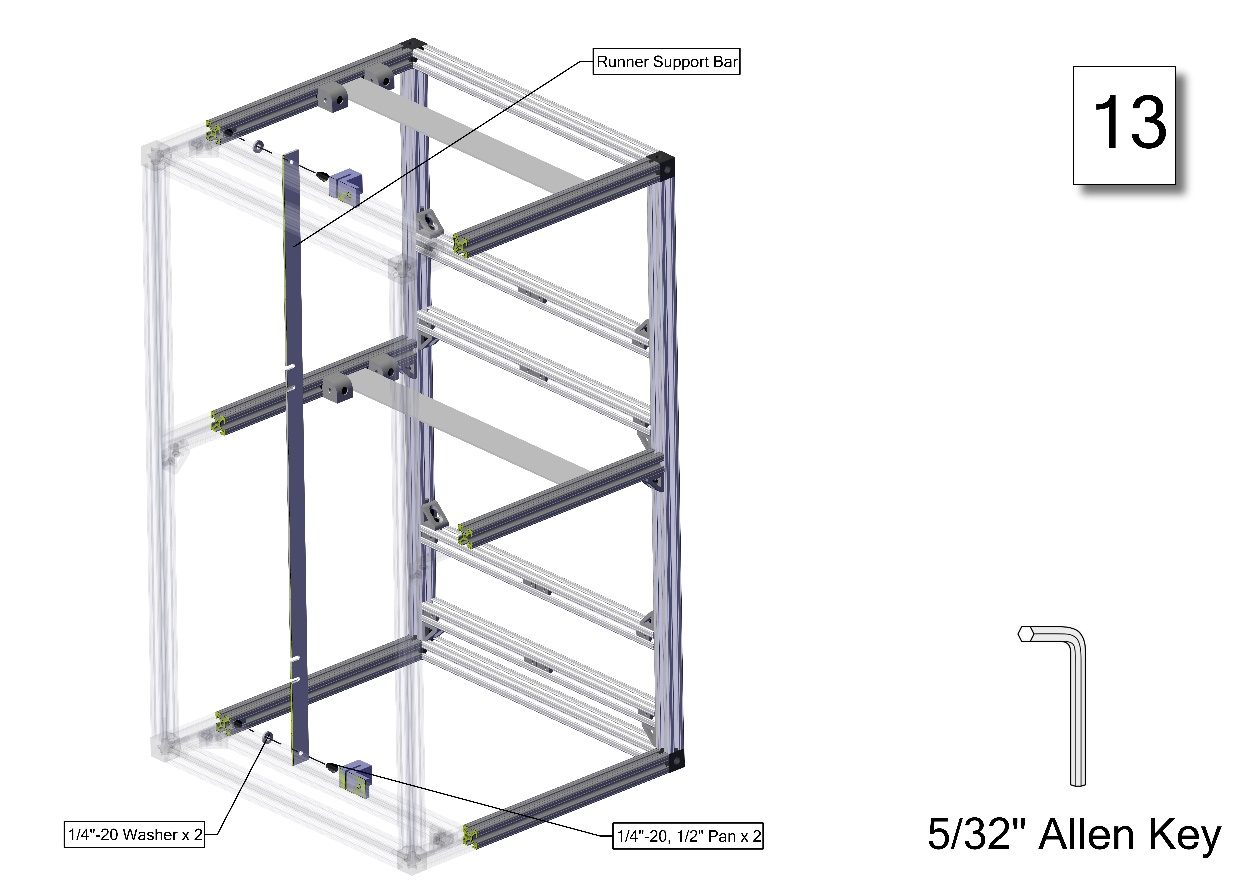 Runner Support Bar
13
1/4"-20 Washer x 2
1/4"-20, 1/2" Pan x 2
5/32" Allen Key